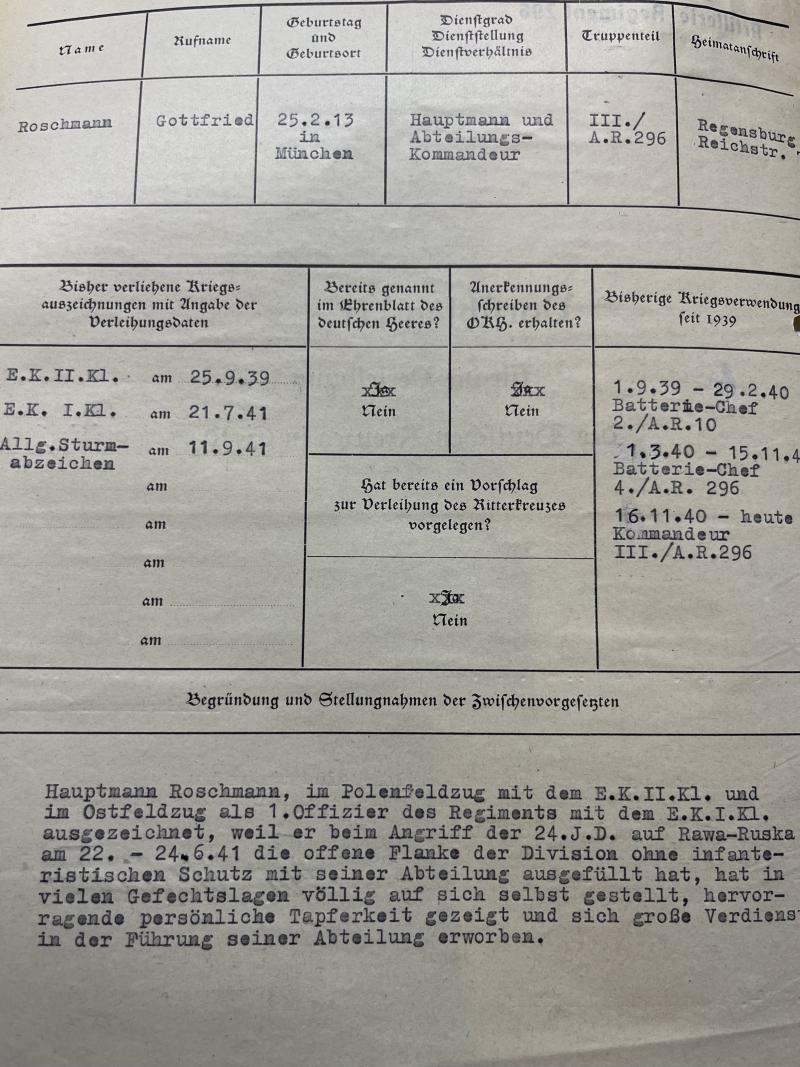 Name
Rufname
Geburtstag
und
Geburtsort
Dienstgrad
Dienststellung
Dienstverhältnis
Truppenteil
Heimatanschrift
Roschmann
Gottfried
25.2.13
in
München
Hauptmann und
Abteilungs-
Kommandeur
III./
A.R.296
Regensburg
Reichstr.
Bisher verliehene Kriegs=
auszeichnungen mit Angabe der
Verleihungsdaten
Bereits genannt
im Ehrenblatt des
deutschen Heeres?
Anerkennungs=
schreiben des
OKH. erhalten?
Bisherige Kriegsverwendung
seit 1939
E.K.II.Kl. am 25.9.39
E.K. I.Kl. am 21.7.41
Allg.Sturm- am 11.9.41
abzeichen
am
am
am
am
am
xJax
Nein
xJax
Nein
Hat bereits ein Vorschlag
zur Verleihung des Ritterkreuzes
vorgelegen?
xJax
Nein
1.9.39 - 29.2.40
Batterie-Chef
2./A.R.10
1.3.40 - 15.11.4
Batterie-Chef
4./A.R. 296
16.11.40 - heute
Kommandeur
III./A.R.296
Begründung und Stellungnahmen der Zwischenvorgesetzten
Hauptmann Roschmann, im Polenfeldzug mit dem E.K.II.Kl. und
im Ostfeldzug als 1.Offizier des Regiments mit dem E.K.I.Kl.
ausgezeichnet, weil er beim Angriff der 24.J.D. auf Rawa-Ruska
am 22. - 24.6.41 die offene Flanke der Division ohne infante-
ristischen Schutz mit seiner Abteilung ausgefüllt hat, hat in
vielen Gefechtslagen völlig auf sich selbst gestellt, hervor-
ragende persönliche Tapferkeit gezeigt und sich große Verdiens
in der Führung seiner Abteilung erworben.